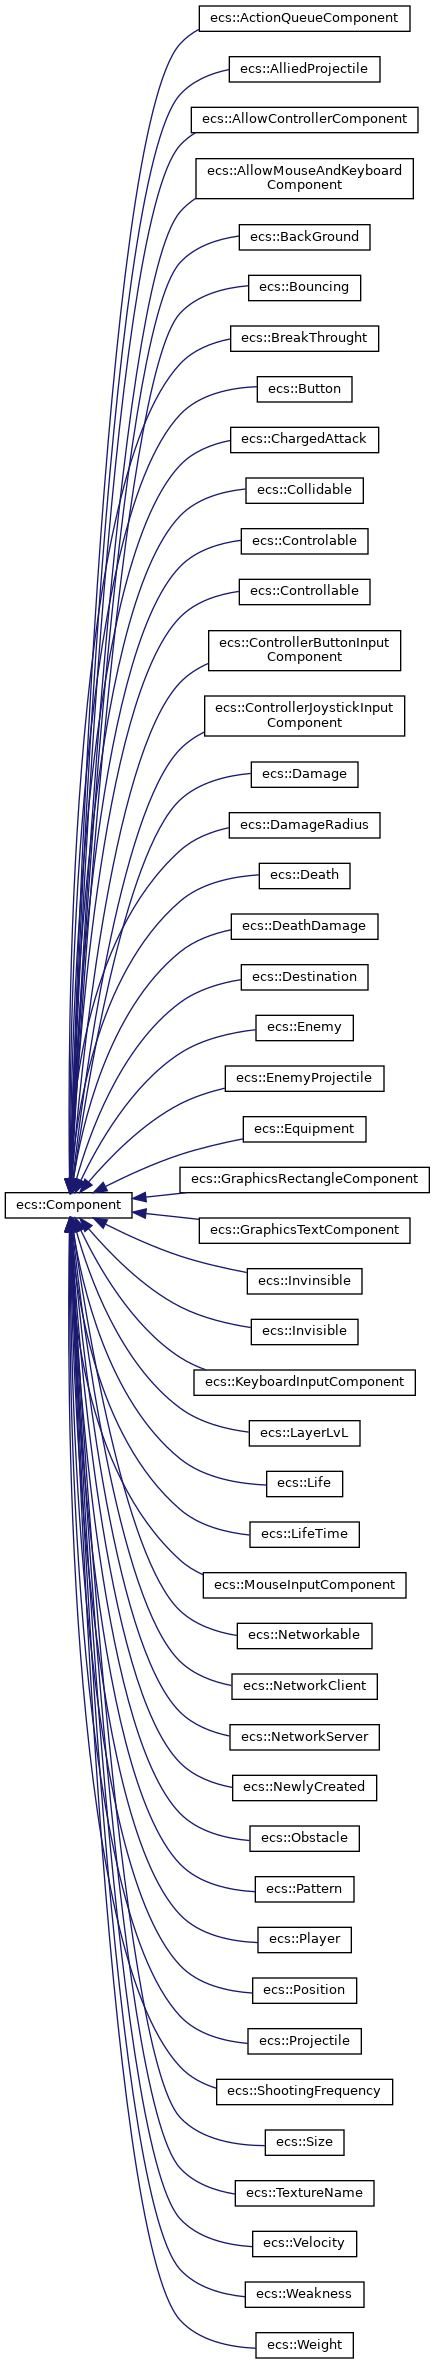 ecs::ActionQueueComponent
ecs::AlliedProjectile
ecs::AllowControllerComponent
ecs::AllowMouseAndKeyboard
Component
ecs::BackGround
ecs::Bouncing
ecs::BreakThrought
ecs::Button
ecs::ChargedAttack
ecs::Collidable
ecs::Controlable
ecs::Controllable
ecs::ControllerButtonInput
Component
ecs::ControllerJoystickInput
Component
ecs::Damage
ecs::DamageRadius
ecs::Death
ecs::DeathDamage
ecs::Destination
ecs::Enemy
ecs::EnemyProjectile
ecs::Equipment
ecs::GraphicsRectangleComponent
ecs::Component
ecs::GraphicsTextComponent
ecs::Invinsible
ecs::Invisible
ecs::KeyboardInputComponent
ecs::LayerLvL
ecs::Life
ecs::LifeTime
ecs::MouseInputComponent
ecs::Networkable
ecs::NetworkClient
ecs::NetworkServer
ecs::NewlyCreated
ecs::Obstacle
ecs::Pattern
ecs::Player
ecs::Position
ecs::Projectile
ecs::ShootingFrequency
ecs::Size
ecs::TextureName
ecs::Velocity
ecs::Weakness
ecs::Weight